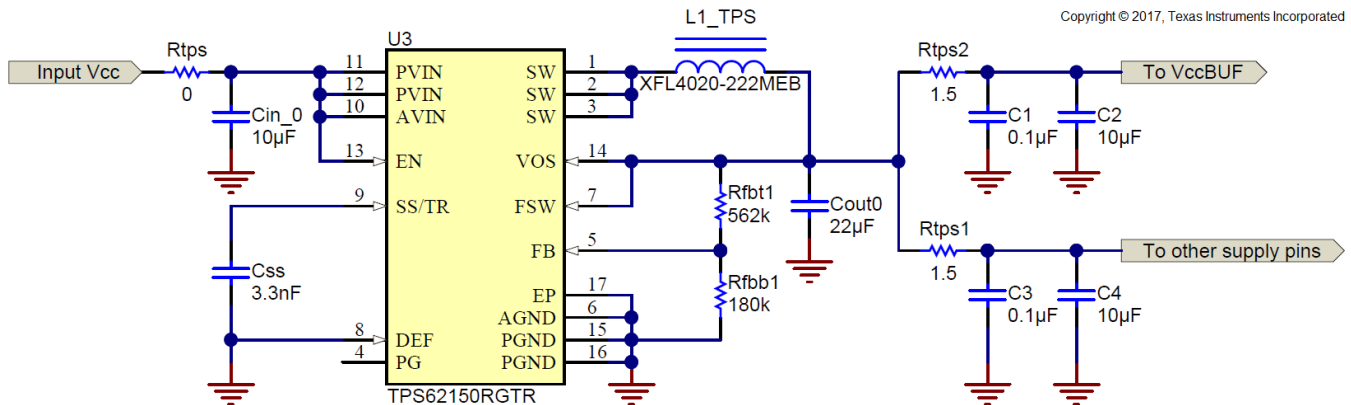 Copyright © 2017, Texas Instruments Incorporated
L1_TPS
U3
Rtps
Rtps2
Input Vcc
11 PVIN SW 1
To VccBUF
0
XFL4020-222MEB
1.5
12 PVIN SW 2
Cin_0
10µF
10 AVIN SW 3
C1
0.1µF
C2
10µF
13 EN VOS 14
Rfbt1
562k
Cout0
22µF
9 SS/TR FSW 7
Rtps1
5 FB
To other supply pins
1.5
Css
3.3nF
Rfbb1
180k
EP 17
C3
0.1µF
C4
10µF
AGND 6
8 DEF PGND 15
4 PG PGND 16
TPS62150RGTR